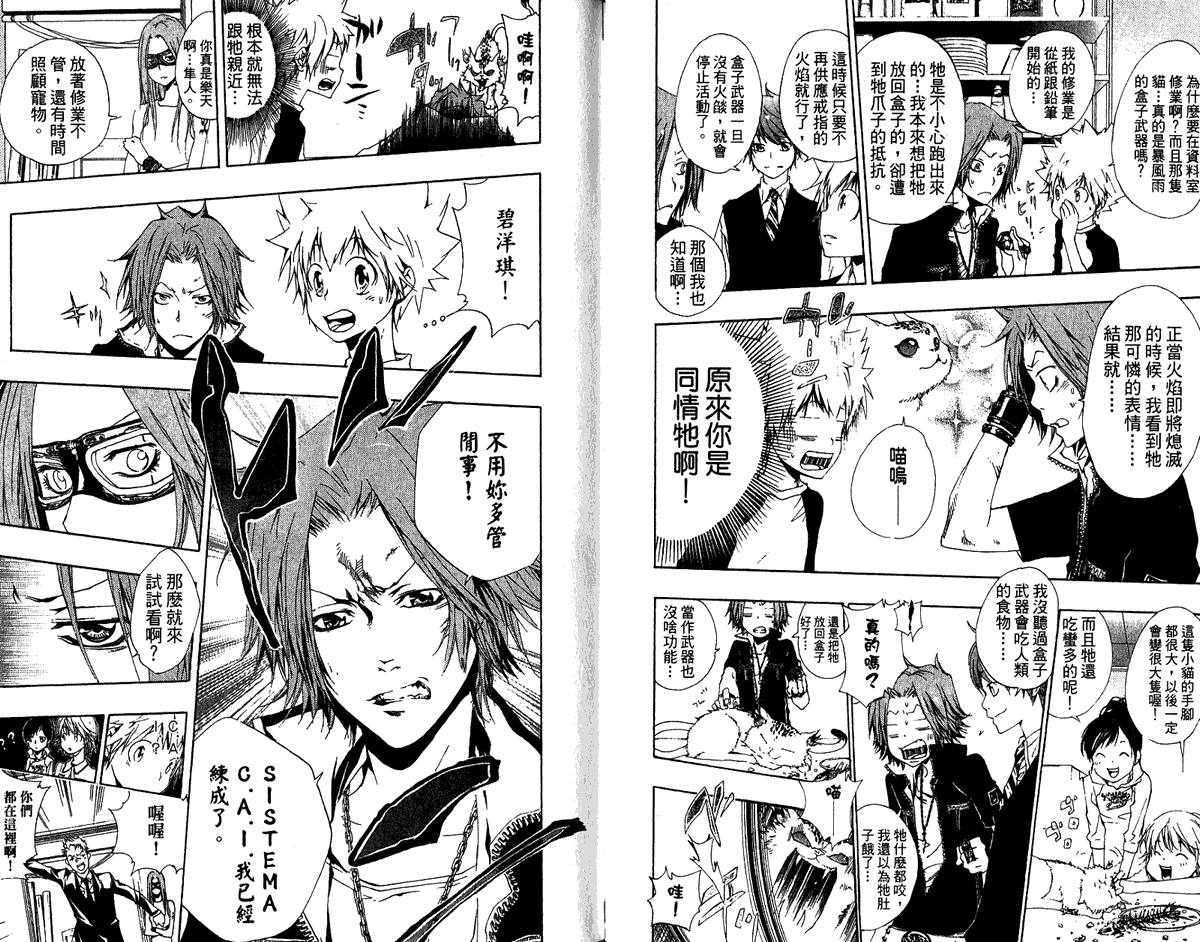 為什麼要在資料室
修業啊？而且那隻
貓…真的是暴風雨
的盒子武器嗎？
我的修業是
從紙跟鉛筆
開始的…
牠是不小心跑出來
的…我本來想把牠
放回盒子的，卻遭
到牠爪子的抵抗。
這時候只要不
再供應戒指的
火焰就行了，
盒子武器一旦
沒有火燄，就會
停止活動了。
那個我也
知道啊…
正當火焰即將熄滅
的時候，我看到牠
那可憐的表情……
結果就……
喵嗚——
原來你是
同情牠啊！
這隻小貓的手腳
都很大，以後一定
會變很大隻喔！
而且牠還
吃蠻多的呢！
我沒聽過盒子
武器會吃人類
的食物……
真的嗎？
還是把牠
放回盒子
好了…
當作武器也
沒啥功能…
牠什麼都咬，
我還以為牠肚
子餓了……
喵
哇！
哇啊啊！
根本就無法
跟牠親近…
你真是樂天
啊…隼人。
放著修業不
管，還有時間
照顧寵物。
碧洋琪！
不用妳多管
閒事！
那麼就來
試試看啊？
SISTEMA
C.A.I.我已經
練成了。
C.A.I.?
喔喔！
你們
都在這裡啊！